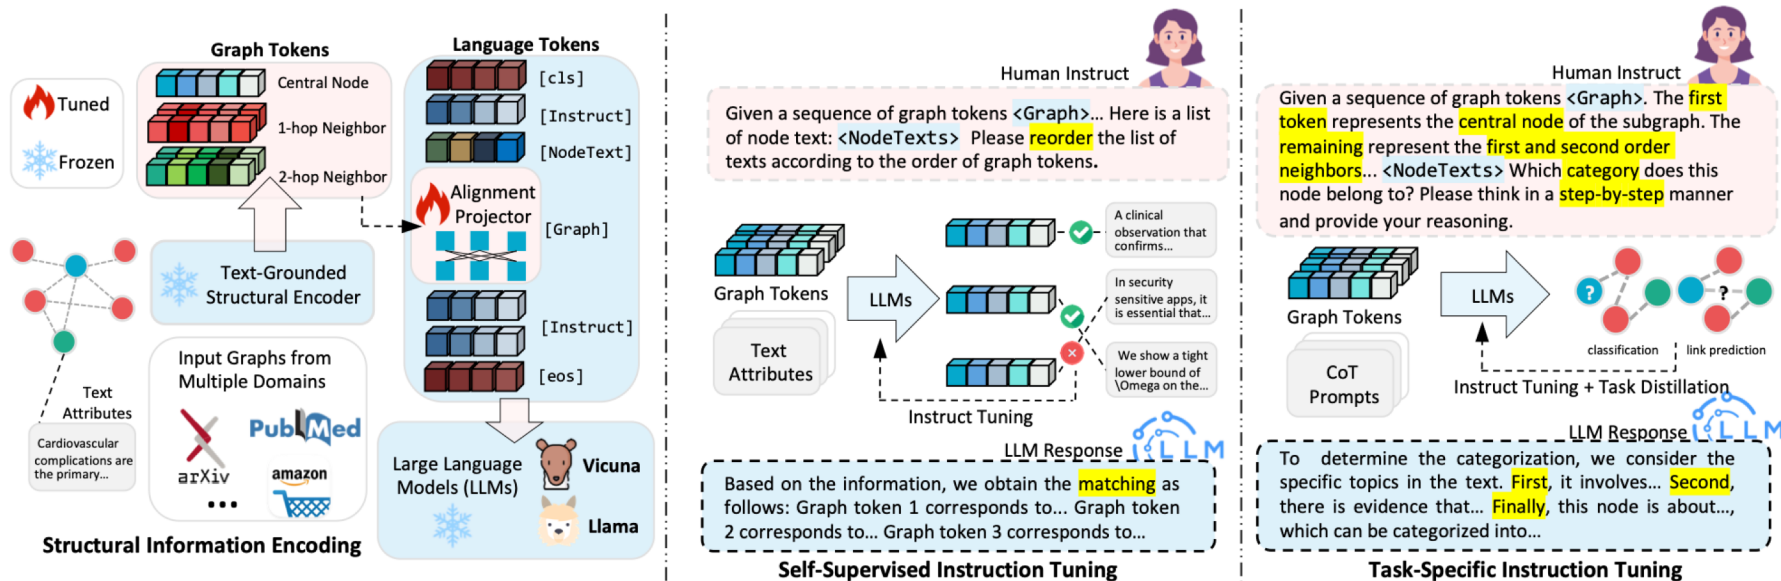 Graph Tokens
Central Node
1-hop Neighbor
2-hop Neighbor
Tuned
Frozen
Text-Grounded
Structural Encoder
Text
Attributes
Cardiovascular
complications are
the primary...
Input Graphs from
Multiple Domains
arXiv
PubMed
amazon
...
Language Tokens
[cls]
[Instruct]
[NodeText]
Alignment
Projector
[Graph]
[Instruct]
[eos]
Large Language
Models (LLMs)
Vicuna
Llama
Structural Information Encoding
Human Instruct
Given a sequence of graph tokens <Graph>... Here is a list
of node text: <NodeTexts> Please reorder the list of
texts according to the order of graph tokens.
Graph Tokens
Text
Attributes
LLMs
A clinical
observation that
confirms...
In security
sensitive apps, it
is essential that...
We show a tight
lower bound of
\Omega on the...
Instruct Tuning
LLM Response
LLM
Based on the information, we obtain the matching as
follows: Graph token 1 corresponds to... Graph token
2 corresponds to... Graph token 3 corresponds to...
Self-Supervised Instruction Tuning
Human Instruct
Given a sequence of graph tokens <Graph>. The first
token represents the central node of the subgraph. The
remaining represent the first and second order
neighbors... <NodeTexts> Which category does this
node belong to? Please think in a step-by-step manner
and provide your reasoning.
Graph Tokens
CoT
Prompts
LLMs
?
?
classification
link prediction
Instruct Tuning + Task Distillation
LLM Response
LLM
To determine the categorization, we consider the
specific topics in the text. First, it involves... Second,
there is evidence that... Finally, this node is about...,
which can be categorized into...
Task-Specific Instruction Tuning